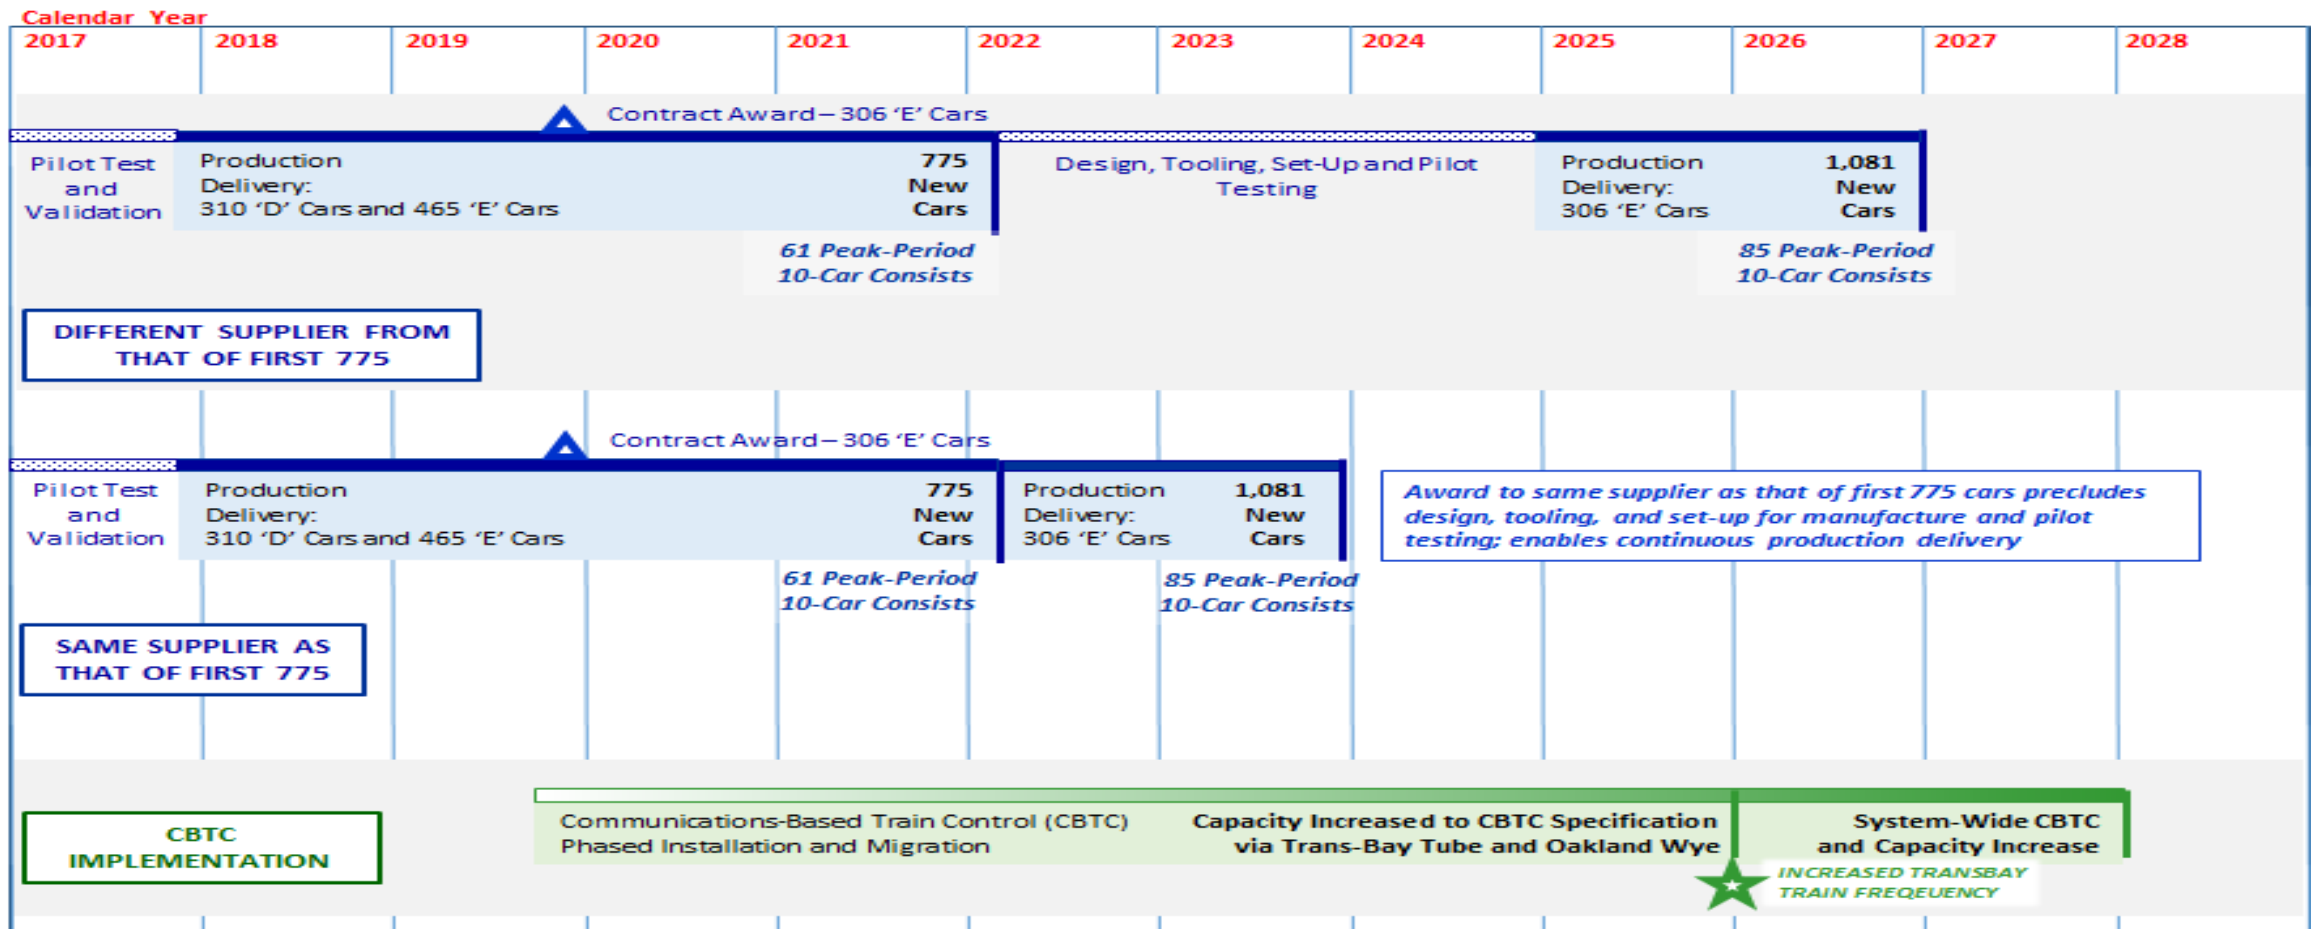 Calendar Year
2017 2018 2019 2020 2021 2022 2023 2024 2025 2026 2027 2028
Contract Award – 306 ‘E’ Cars
Pilot Test
and
Validation
Production
Delivery:
310 ‘D’ Cars and 465 ‘E’ Cars
775
New
Cars
Design, Tooling, Set-Up and Pilot
Testing
Production
Delivery:
306 ‘E’ Cars
1,081
New
Cars
61 Peak-Period
10-Car Consists
85 Peak-Period
10-Car Consists
DIFFERENT SUPPLIER FROM
THAT OF FIRST 775
Contract Award – 306 ‘E’ Cars
Pilot Test
and
Validation
Production
Delivery:
310 ‘D’ Cars and 465 ‘E’ Cars
775
New
Cars
Production
Delivery:
306 ‘E’ Cars
1,081
New
Cars
Award to same supplier as that of first 775 cars precludes
design, tooling, and set-up for manufacture and pilot
testing; enables continuous production delivery
61 Peak-Period
10-Car Consists
85 Peak-Period
10-Car Consists
SAME SUPPLIER AS
THAT OF FIRST 775
CBTC
IMPLEMENTATION
Communications-Based Train Control (CBTC)
Phased Installation and Migration
Capacity Increased to CBTC Specification
via Trans-Bay Tube and Oakland Wye
System-Wide CBTC
and Capacity Increase
INCREASED TRANSBAY
TRAIN FREQEUENCY